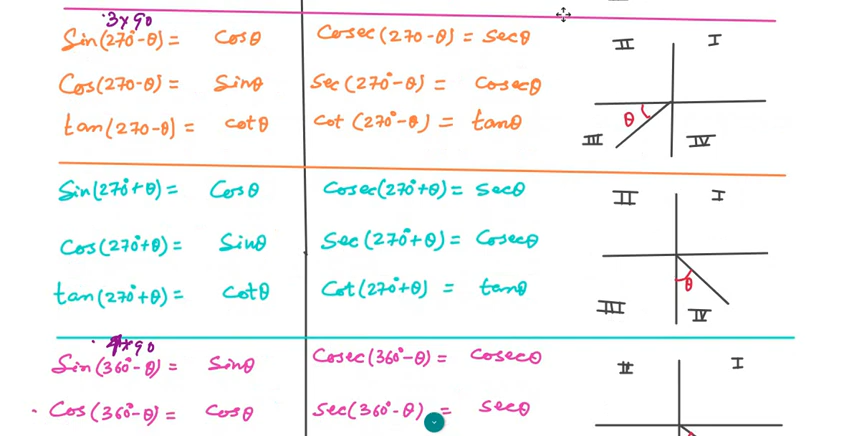 3×90
Sin(270°-θ) = Cosθ Cosec(270-θ) = Secθ
Cos(270-θ) = Sinθ Sec(270°-θ) = Cosecθ
tan(270-θ) = cotθ Cot(270°-θ) = tanθ
II I
θ
III IV
Sin(270°+θ) = Cosθ Cosec(270°+θ) = Secθ
Cos(270°+θ) = Sinθ Sec(270°+θ) = Cosecθ
tan(270°+θ) = Cotθ Cot(270°+θ) = tanθ
II I
θ
III IV
4×90
Sin(360°-θ) = Sinθ Cosec(360°-θ) = Cosecθ
Cos(360°-θ) = Cosθ Sec(360°-θ) = Secθ
II I